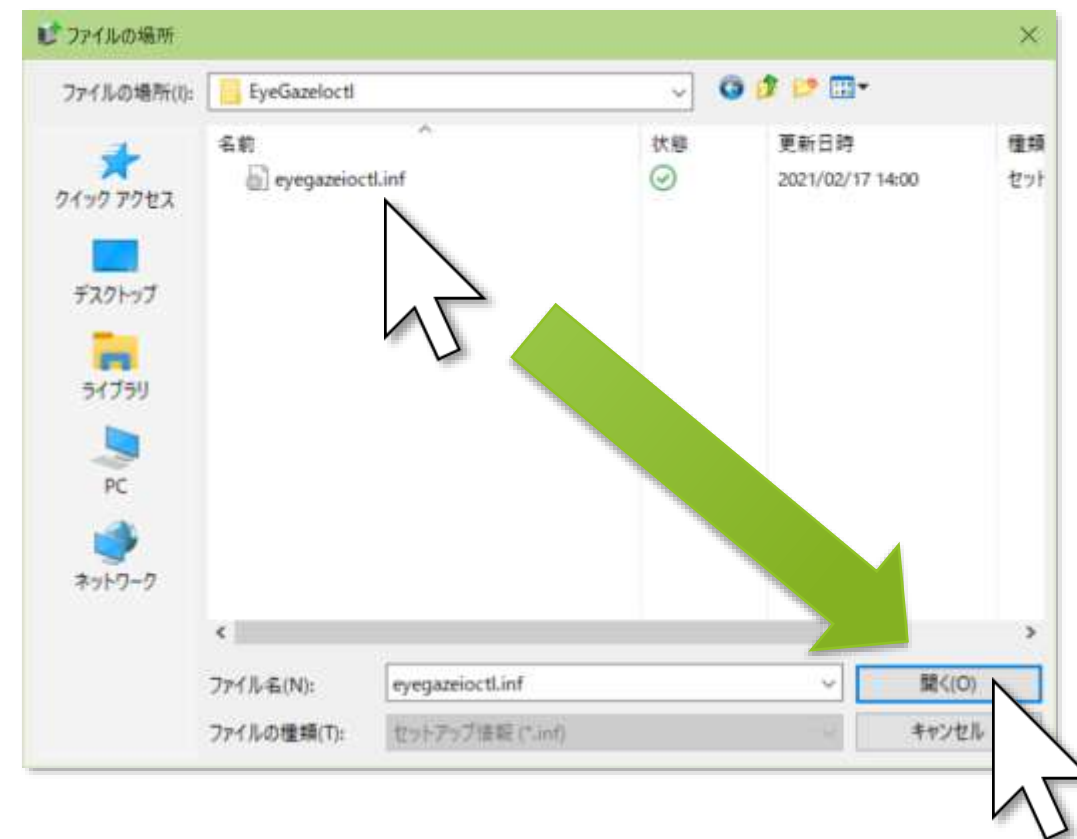 ファイルの場所
ファイルの場所(I):
EyeGazeIoctl
名前 状態 更新日時 種類
eyegazeioctl.inf 2021/02/17 14:00 セット
クイック アクセス
デスクトップ
ライブラリ
PC
ネットワーク
ファイル名(N): eyegazeioctl.inf 開く(O)
ファイルの種類(T): セットアップ情報 (*.inf) キャンセル